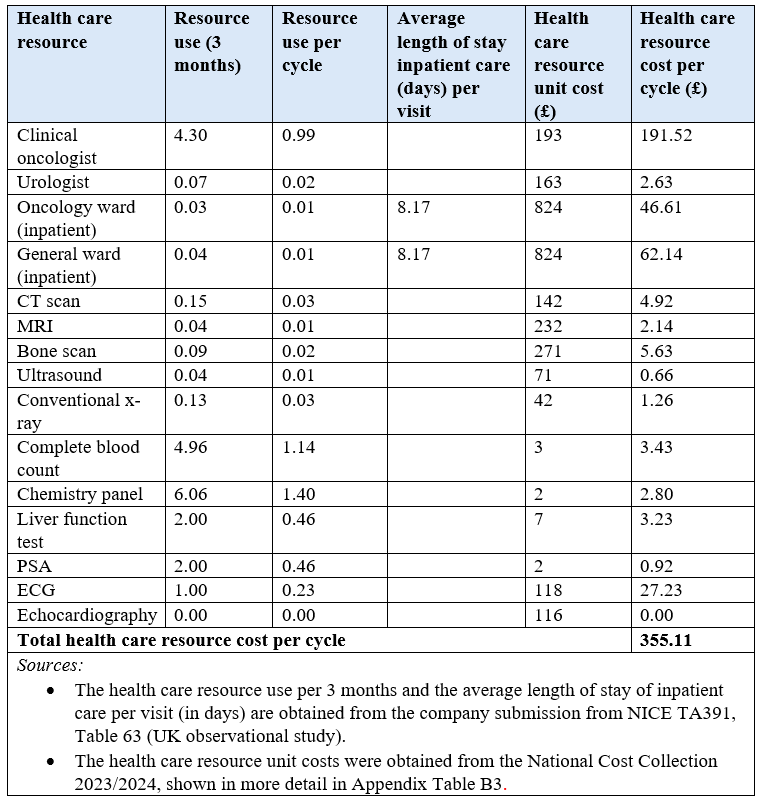 Health care resource | Resource use (3 months) | Resource use per cycle | Average length of stay inpatient care (days) per visit | Health care resource unit cost (£) | Health care resource cost per cycle (£)
Clinical oncologist | 4.30 | 0.99 | | 193 | 191.52
Urologist | 0.07 | 0.02 | | 163 | 2.63
Oncology ward (inpatient) | 0.03 | 0.01 | 8.17 | 824 | 46.61
General ward (inpatient) | 0.04 | 0.01 | 8.17 | 824 | 62.14
CT scan | 0.15 | 0.03 | | 142 | 4.92
MRI | 0.04 | 0.01 | | 232 | 2.14
Bone scan | 0.09 | 0.02 | | 271 | 5.63
Ultrasound | 0.04 | 0.01 | | 71 | 0.66
Conventional x-ray | 0.13 | 0.03 | | 42 | 1.26
Complete blood count | 4.96 | 1.14 | | 3 | 3.43
Chemistry panel | 6.06 | 1.40 | | 2 | 2.80
Liver function test | 2.00 | 0.46 | | 7 | 3.23
PSA | 2.00 | 0.46 | | 2 | 0.92
ECG | 1.00 | 0.23 | | 118 | 27.23
Echocardiography | 0.00 | 0.00 | | 116 | 0.00
Total health care resource cost per cycle | 355.11
Sources:
• The health care resource use per 3 months and the average length of stay of inpatient
care per visit (in days) are obtained from the company submission from NICE TA391,
Table 63 (UK observational study).
• The health care resource unit costs were obtained from the National Cost Collection
2023/2024, shown in more detail in Appendix Table B3.